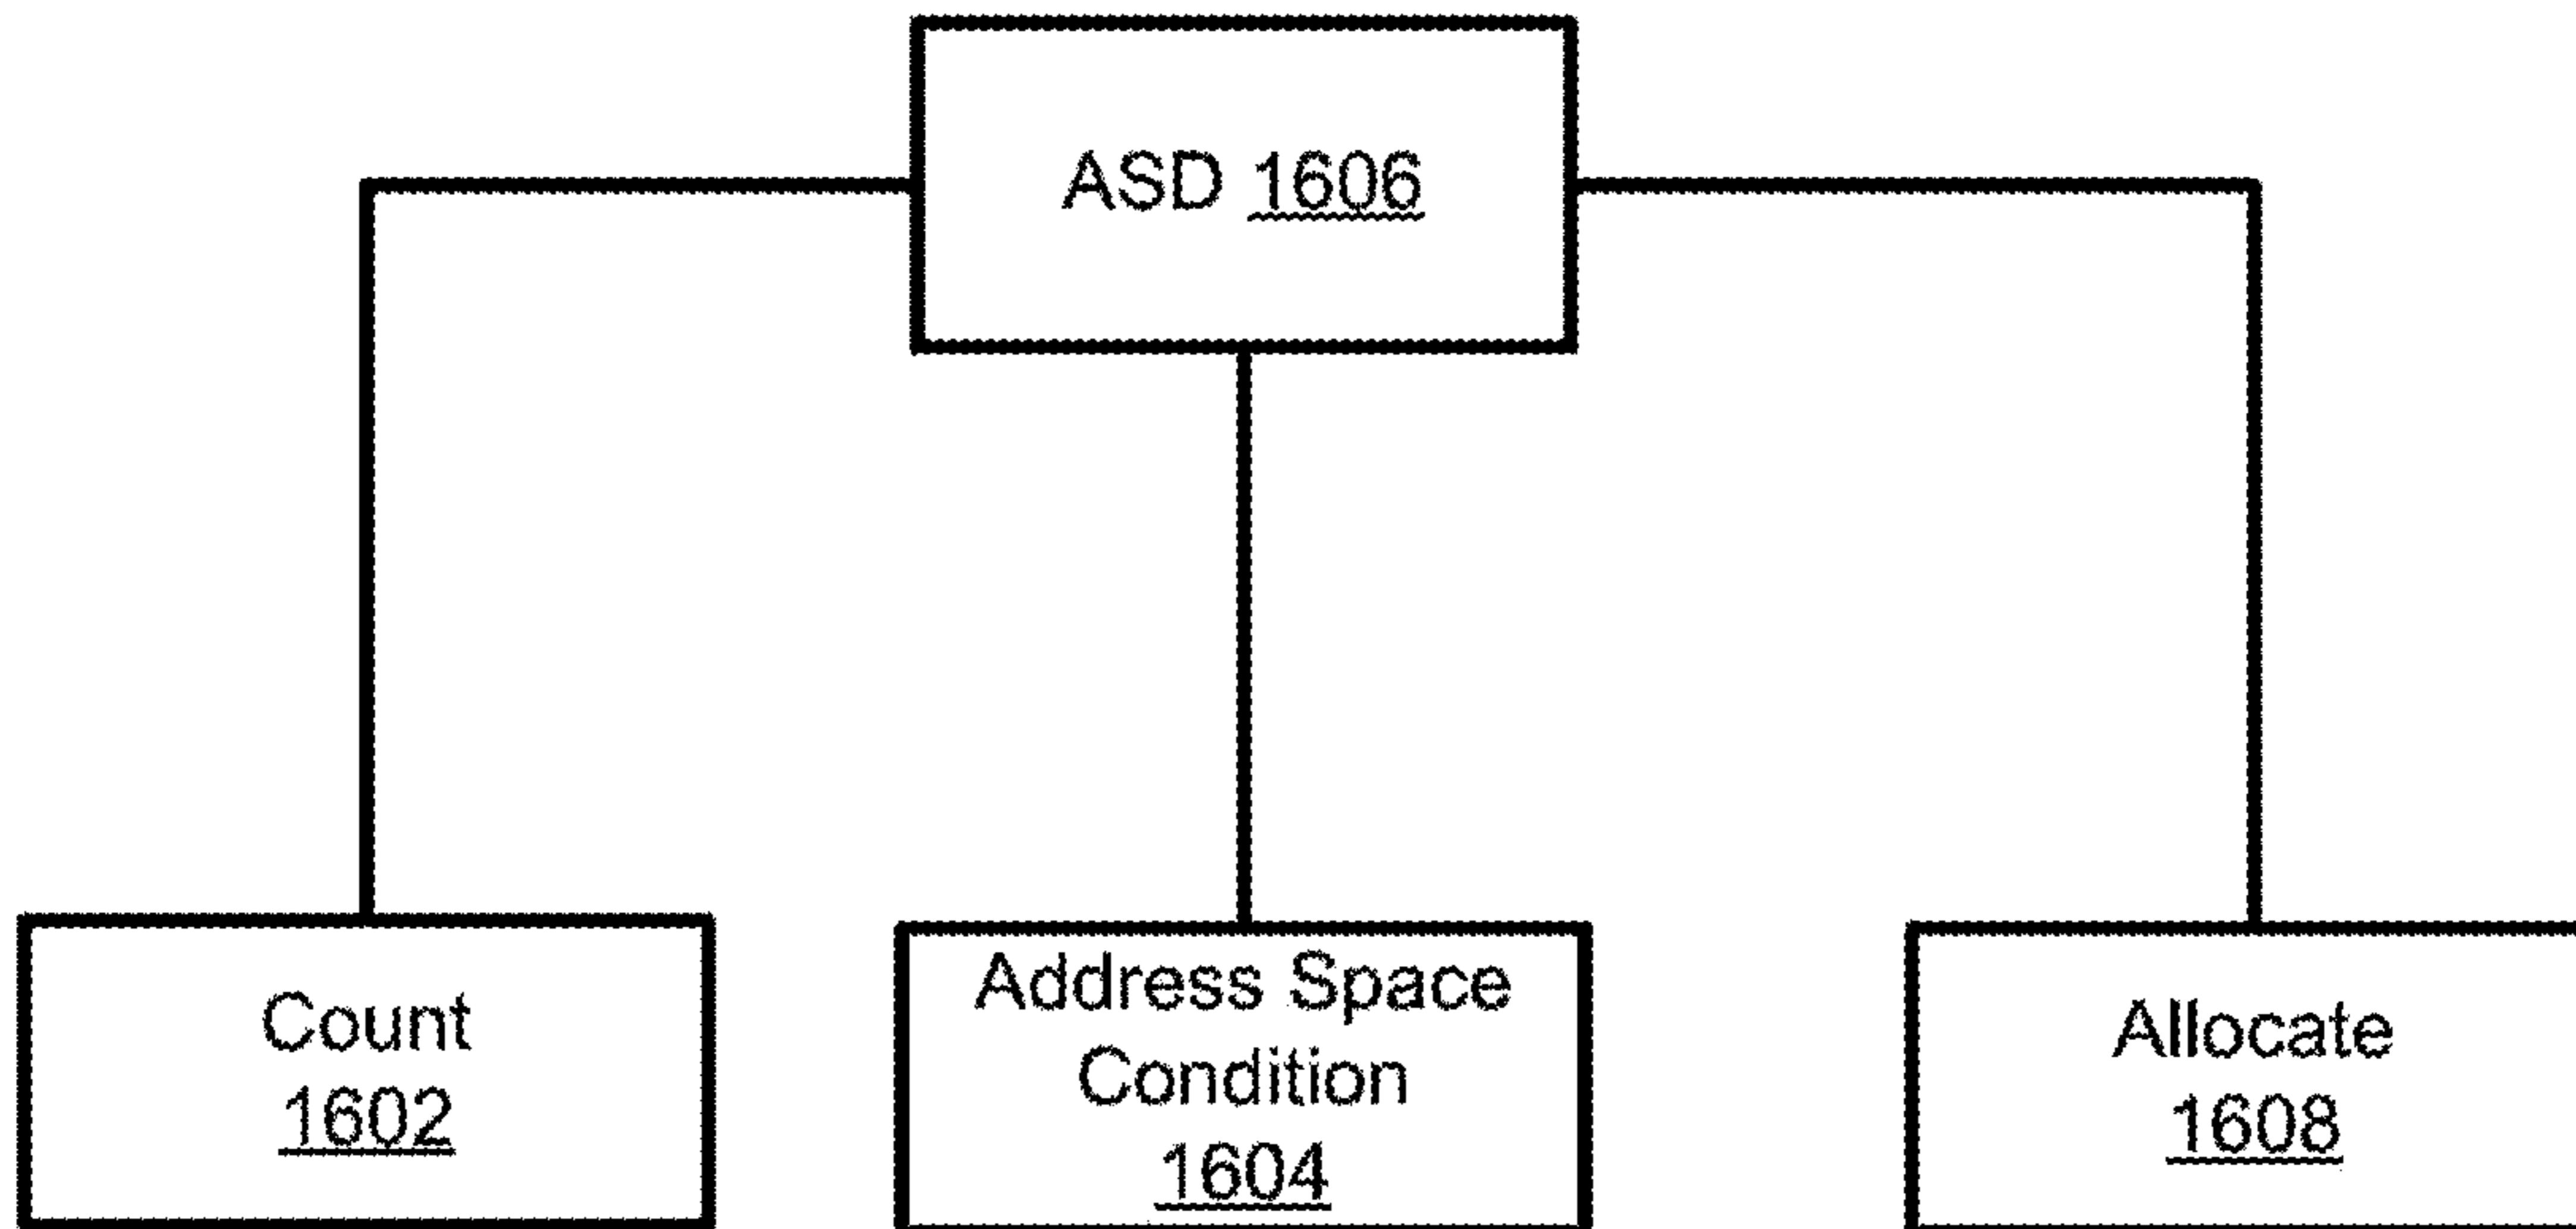 ASD 1606
Count
1602
Address Space
Condition
1604
Allocate
1608